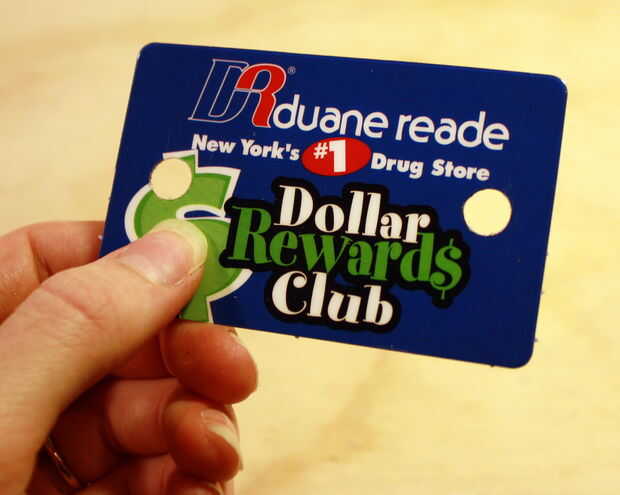 DR® duane reade
New York's #1 Drug Store
Dollar
Reward$
Club